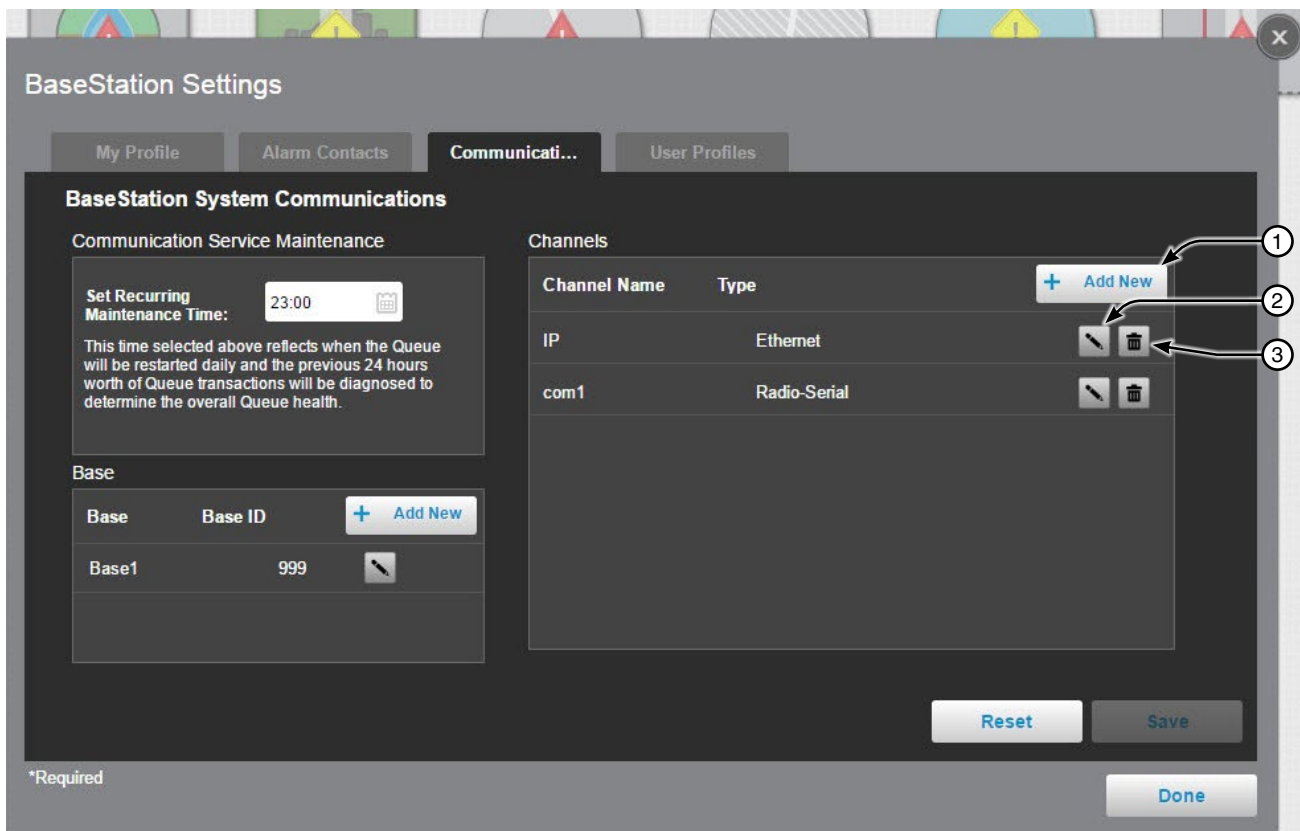 BaseStation Settings
My Profile
Alarm Contacts
Communicati...
User Profiles
BaseStation System Communications
Communication Service Maintenance
Set Recurring
Maintenance Time:
23:00
This time selected above reflects when the Queue
will be restarted daily and the previous 24 hours
worth of Queue transactions will be diagnosed to
determine the overall Queue health.
Base
Base Base ID + Add New
Base1 999
Channels
Channel Name Type + Add New
IP Ethernet
com1 Radio-Serial
1
2
3
Reset
Save
*Required
Done